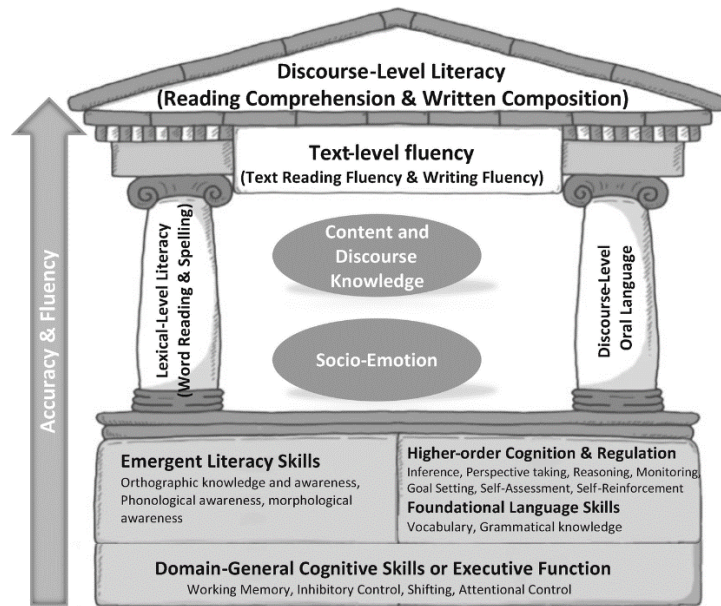 Discourse-Level Literacy
(Reading Comprehension & Written Composition)
Text-level fluency
(Text Reading Fluency & Writing Fluency)
Accuracy & Fluency
Lexical-Level Literacy
(Word Reading & Spelling)
Content and
Discourse
Knowledge
Socio-Emotion
Discourse-Level
Oral Language
Emergent Literacy Skills
Orthographic knowledge and awareness,
Phonological awareness, morphological
awareness
Higher-order Cognition & Regulation
Inference, Perspective taking, Reasoning, Monitoring,
Goal Setting, Self-Assessment, Self-Reinforcement
Foundational Language Skills
Vocabulary, Grammatical knowledge
Domain-General Cognitive Skills or Executive Function
Working Memory, Inhibitory Control, Shifting, Attentional Control